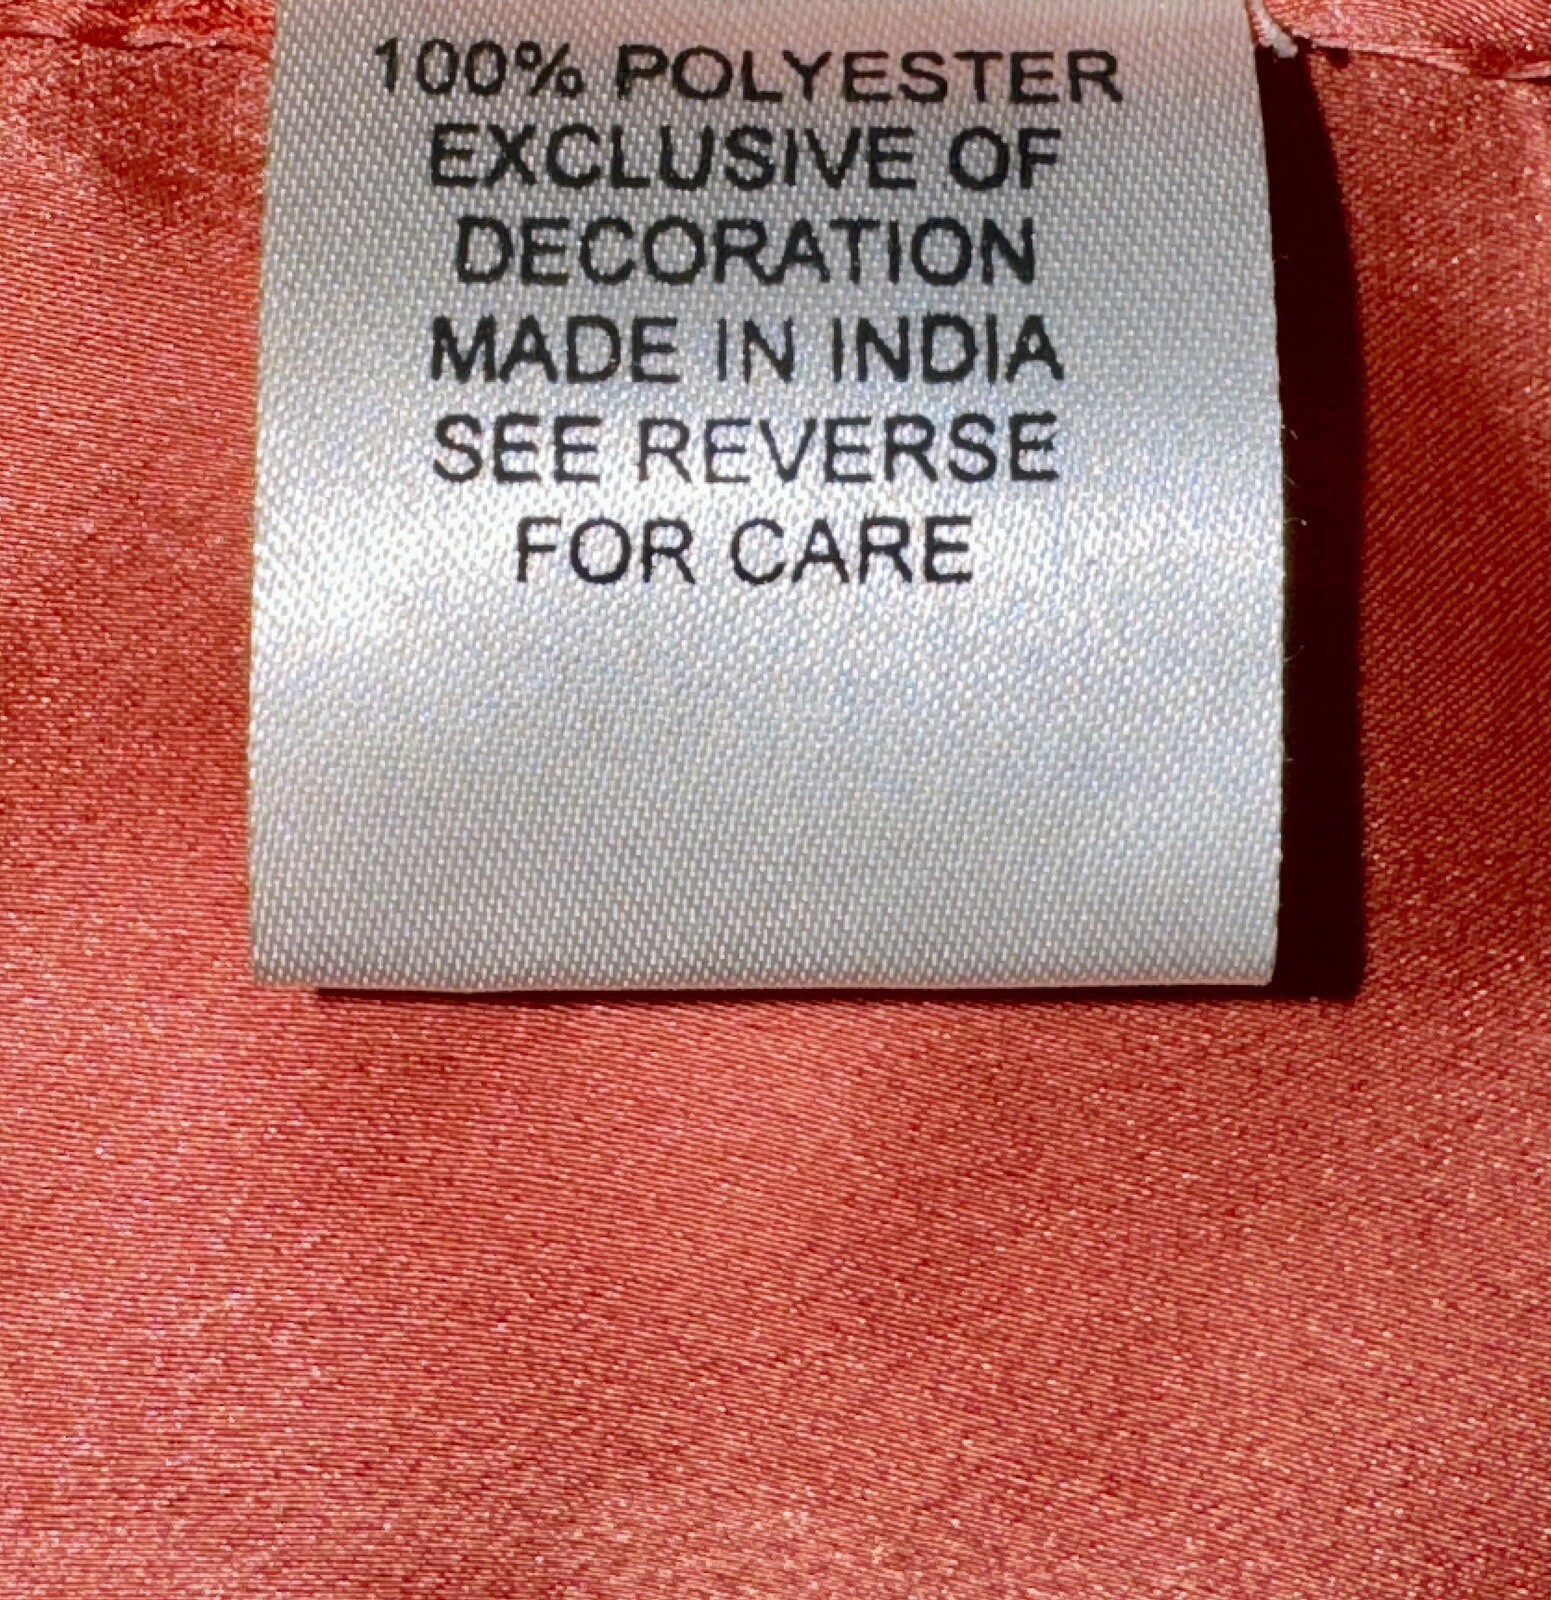 100% POLYESTER
EXCLUSIVE OF
DECORATION
MADE IN INDIA
SEE REVERSE
FOR CARE